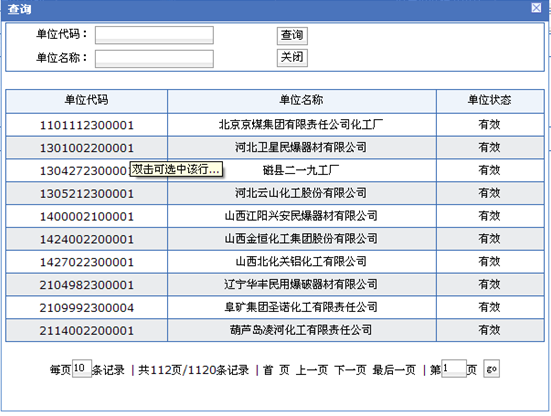 查询
单位代码： 查询
单位名称： 关闭
单位代码 单位名称 单位状态
1101112300001 北京京煤集团有限责任公司化工厂 有效
1301002200001 河北卫星民爆器材有限公司 有效
1304272300001 磁县二一九工厂 有效
双击可选中该行...
1305212300001 河北云山化工股份有限公司 有效
1400002100001 山西江阳兴安民爆器材有限公司 有效
1424002200001 山西金恒化工集团股份有限公司 有效
1427022300001 山西北化关铝化工有限公司 有效
2104982300001 辽宁华丰民用爆破器材有限公司 有效
2109992300004 阜矿集团圣诺化工有限责任公司 有效
2114002200001 葫芦岛凌河化工有限责任公司 有效
每页10条记录 | 共112页/1120条记录 | 首 页 上一页 下一页 最后一页 | 第1页 go